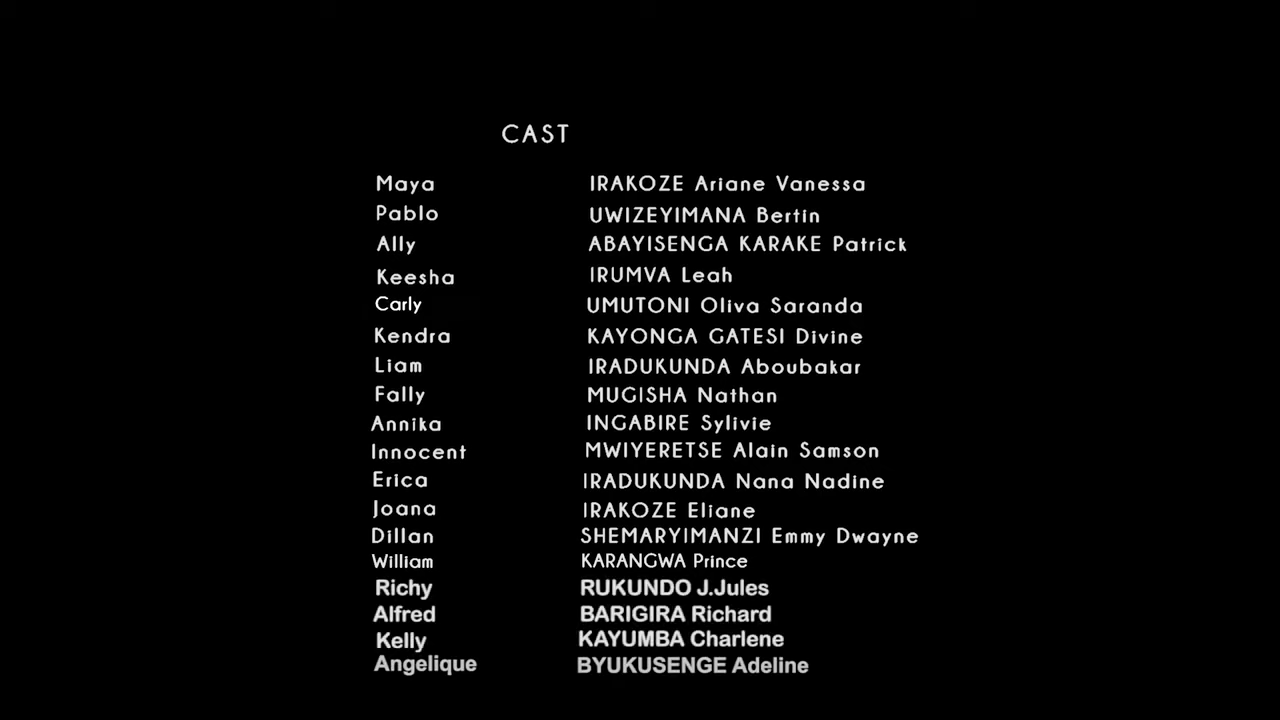 CAST
Maya IRAKOZE Ariane Vanessa
Pablo UWIZEYIMANA Bertin
Ally ABAYISENGA KARAKE Patrick
Keesha IRUMVA Leah
Carly UMUTONI Oliva Saranda
Kendra KAYONGA GATESI Divine
Liam IRADUKUNDA Aboubakar
Fally MUGISHA Nathan
Annika INGABIRE Sylivie
Innocent MWIYERETSE Alain Samson
Erica IRADUKUNDA Nana Nadine
Joana IRAKOZE Eliane
Dillan SHEMARYIMANZI Emmy Dwayne
William KARANGWA Prince
Richy RUKUNDO J.Jules
Alfred BARIGIRA Richard
Kelly KAYUMBA Charlene
Angelique BYUKUSENGE Adeline